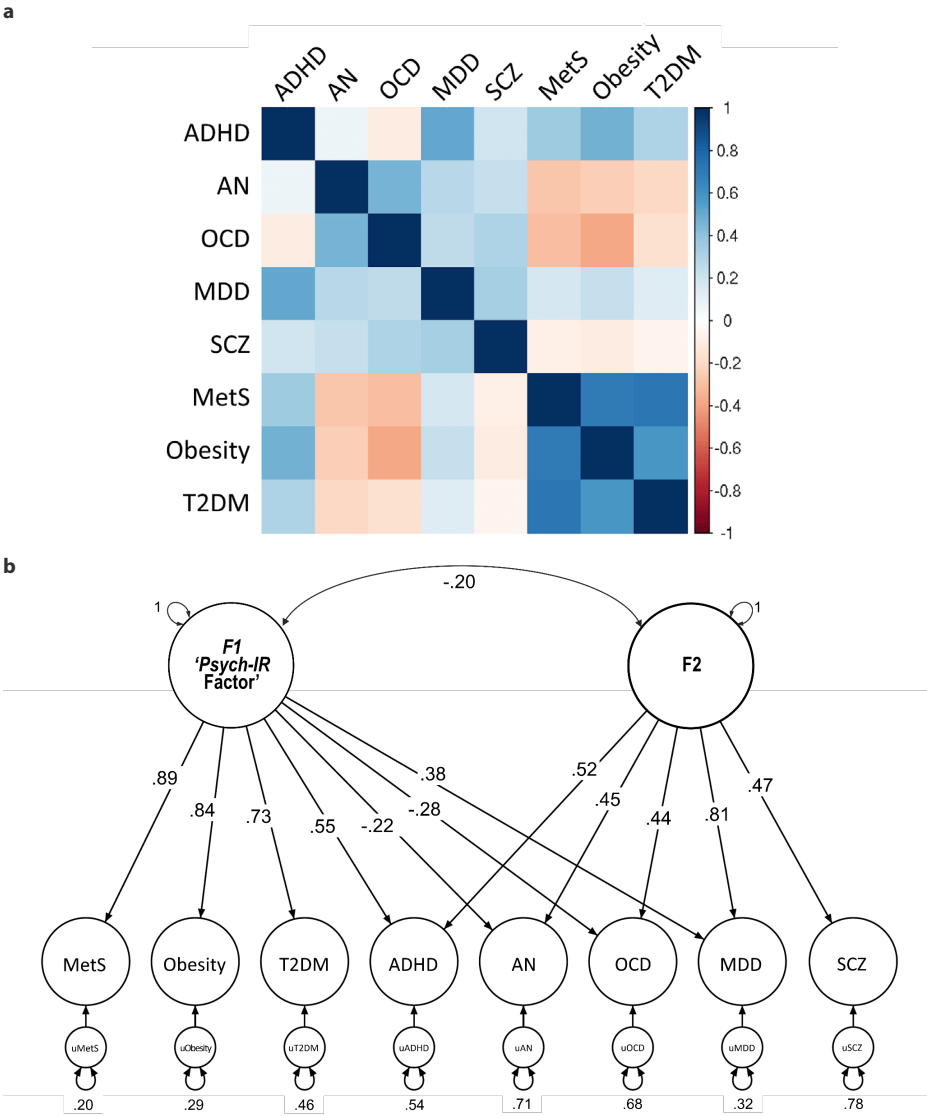 a
ADHD AN OCD MDD SCZ MetS Obesity T2DM
ADHD
AN
OCD
MDD
SCZ
MetS
Obesity
T2DM
1
0.8
0.6
0.4
0.2
0
-0.2
-0.4
-0.6
-0.8
-1
b
-.20
1
1
F1
'Psych-IR
Factor'
F2
.89 .84 .73 .55 -.22 -.28 .38 .52 .45 .44 .81 .47
MetS Obesity T2DM ADHD AN OCD MDD SCZ
uMetS uObesity uT2DM uADHD uAN uOCD uMDD uSCZ
.20 .29 .46 .54 .71 .68 .32 .78